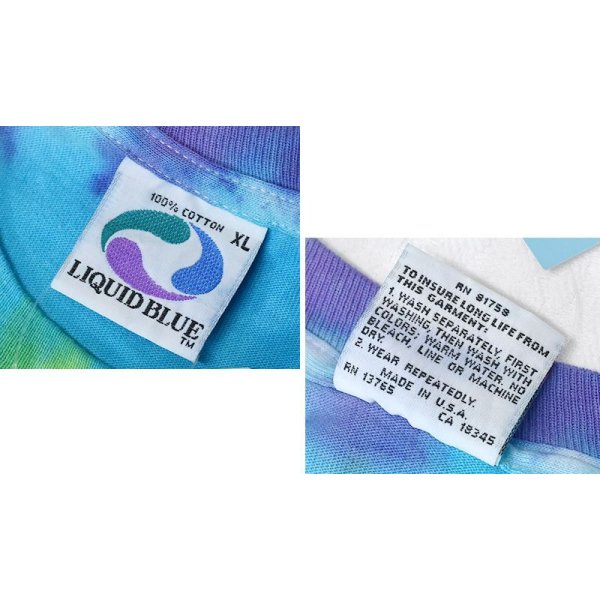 100% COTTON XL
LIQUID BLUE
TM
RN 81758
TO INSURE LONG LIFE FROM
THIS GARMENT:
1. WASH SEPARATELY, FIRST
WASHING, THEN WASH WITH
COLORS; WARM WATER. NO
BLEACH, LINE OR MACHINE
DRY.
2. WEAR REPEATEDLY.
MADE IN U.S.A.
RN 13765
CA 18345